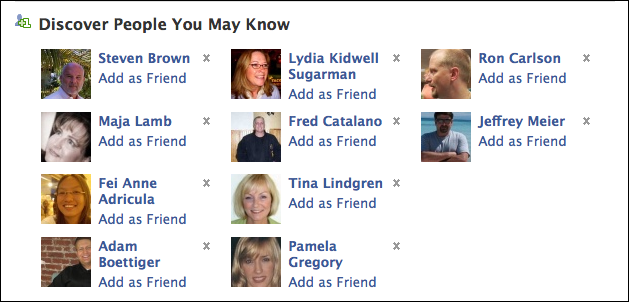 Discover People You May Know
Steven Brown x
Add as Friend
Lydia Kidwell x
Sugarman
Add as Friend
Ron Carlson x
Add as Friend
Maja Lamb x
Add as Friend
Fred Catalano x
Add as Friend
Jeffrey Meier x
Add as Friend
Fei Anne x
Adricula
Add as Friend
Tina Lindgren x
Add as Friend
Adam x
Boettiger
Add as Friend
Pamela x
Gregory
Add as Friend